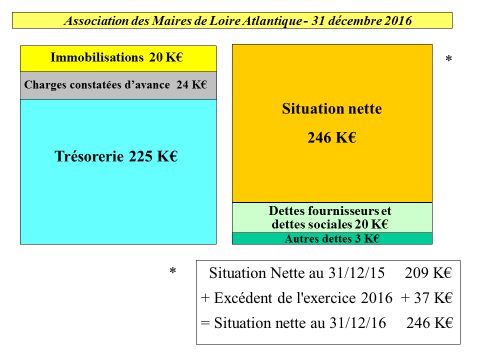 Association des Maires de Loire Atlantique - 31 décembre 2016
Immobilisations 20 K€
Charges constatées d'avance 24 K€
Trésorerie 225 K€
Situation nette
246 K€
*
Dettes fournisseurs et
dettes sociales 20 K€
Autres dettes 3 K€
* Situation Nette au 31/12/15 209 K€
+ Excédent de l'exercice 2016 + 37 K€
= Situation nette au 31/12/16 246 K€